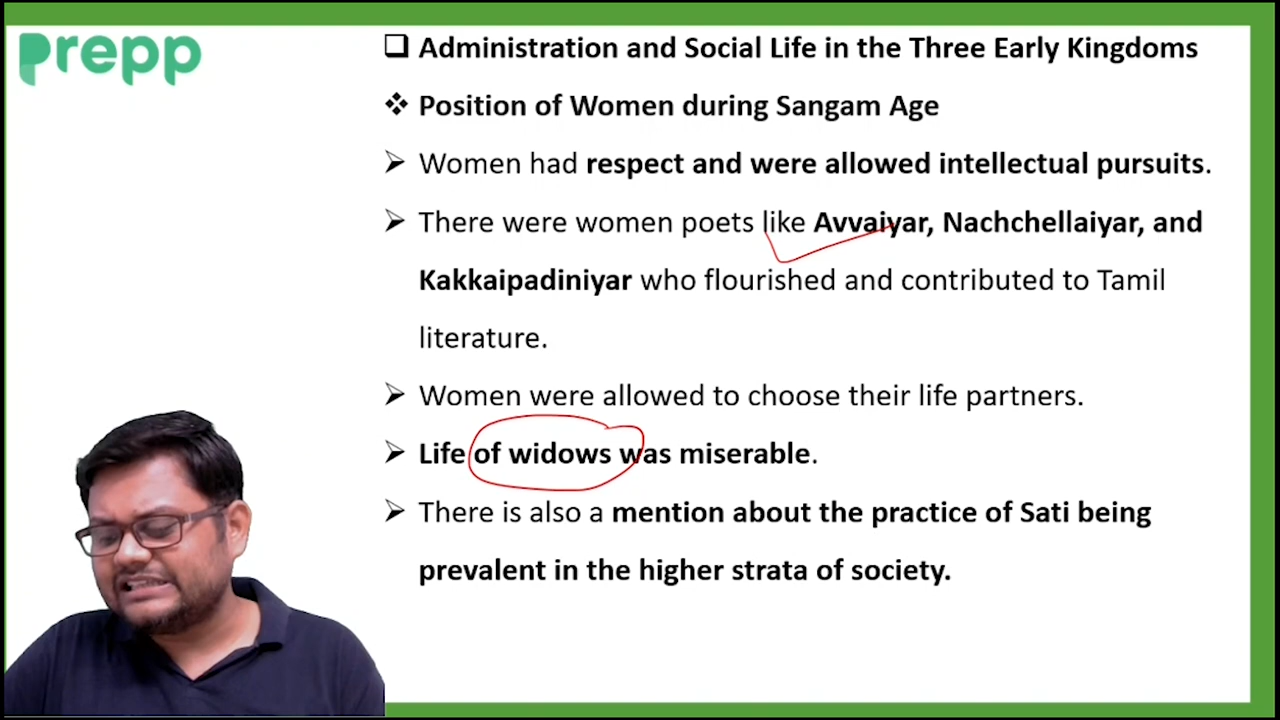 prepp
❑ Administration and Social Life in the Three Early Kingdoms
❖ Position of Women during Sangam Age
➢ Women had respect and were allowed intellectual pursuits.
➢ There were women poets like Avvaiyar, Nachchellaiyar, and
Kakkaipadiniyar who flourished and contributed to Tamil
literature.
➢ Women were allowed to choose their life partners.
➢ Life of widows was miserable.
➢ There is also a mention about the practice of Sati being
prevalent in the higher strata of society.